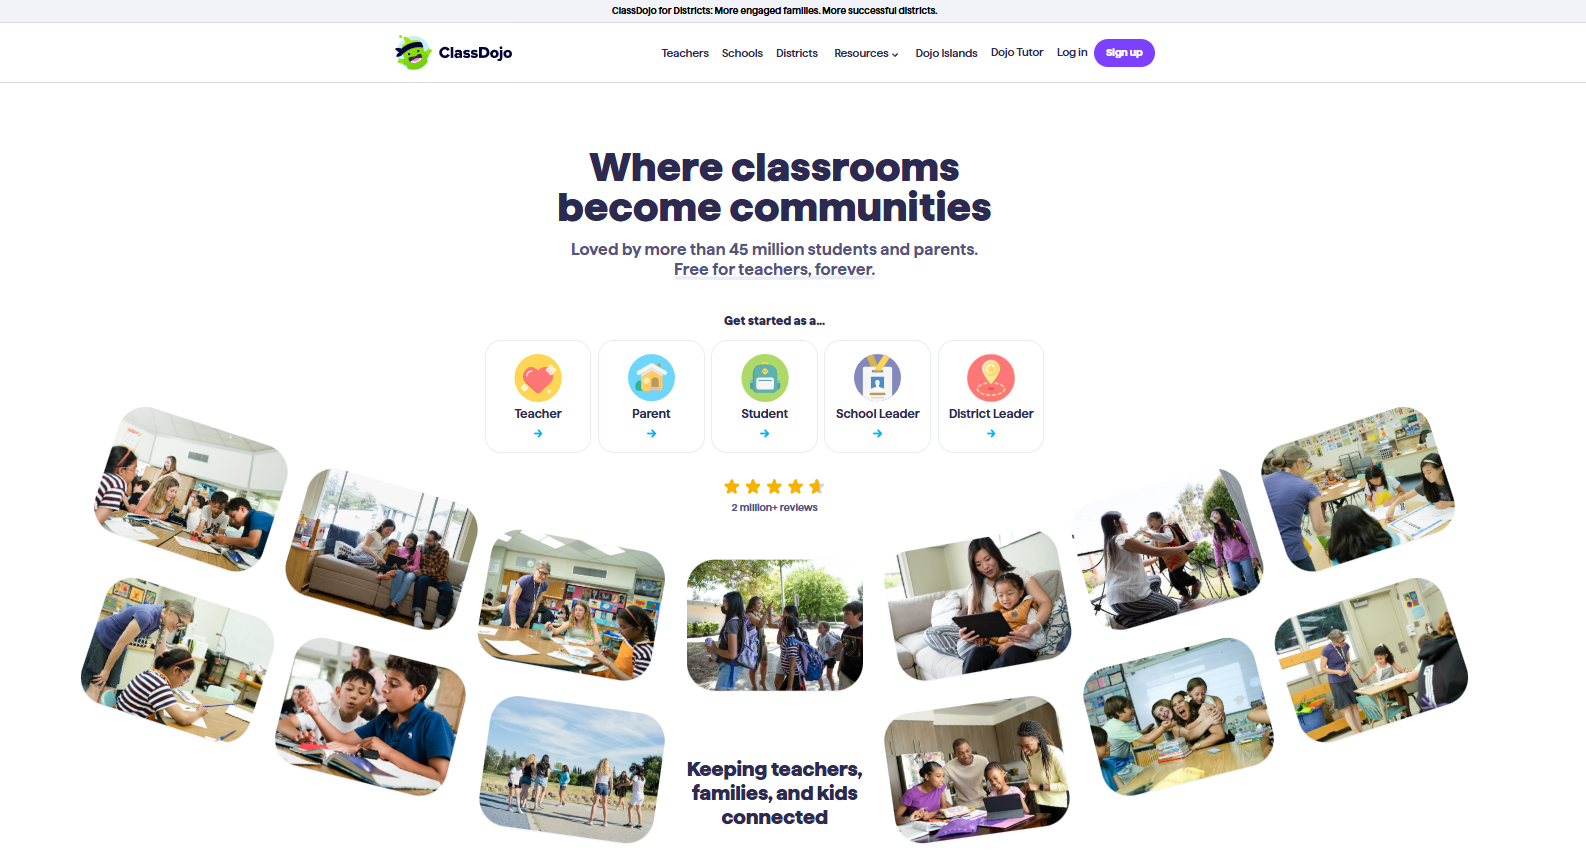 ClassDojo for Districts: More engaged families. More successful districts.
ClassDojo
Teachers
Schools
Districts
Resources
Dojo Islands
Dojo Tutor
Log in
Sign up
Where classrooms
become communities
Loved by more than 45 million students and parents.
Free for teachers, forever.
Get started as a...
Teacher
Parent
Student
School Leader
District Leader
2 million+ reviews
Keeping teachers,
families, and kids
connected